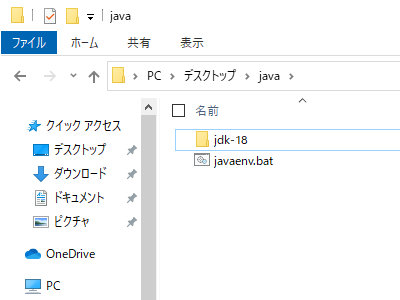 java
ファイル ホーム 共有 表示
PC デスクトップ java
名前
クイック アクセス
デスクトップ
ダウンロード
ドキュメント
ピクチャ
OneDrive
PC
jdk-18
javaenv.bat